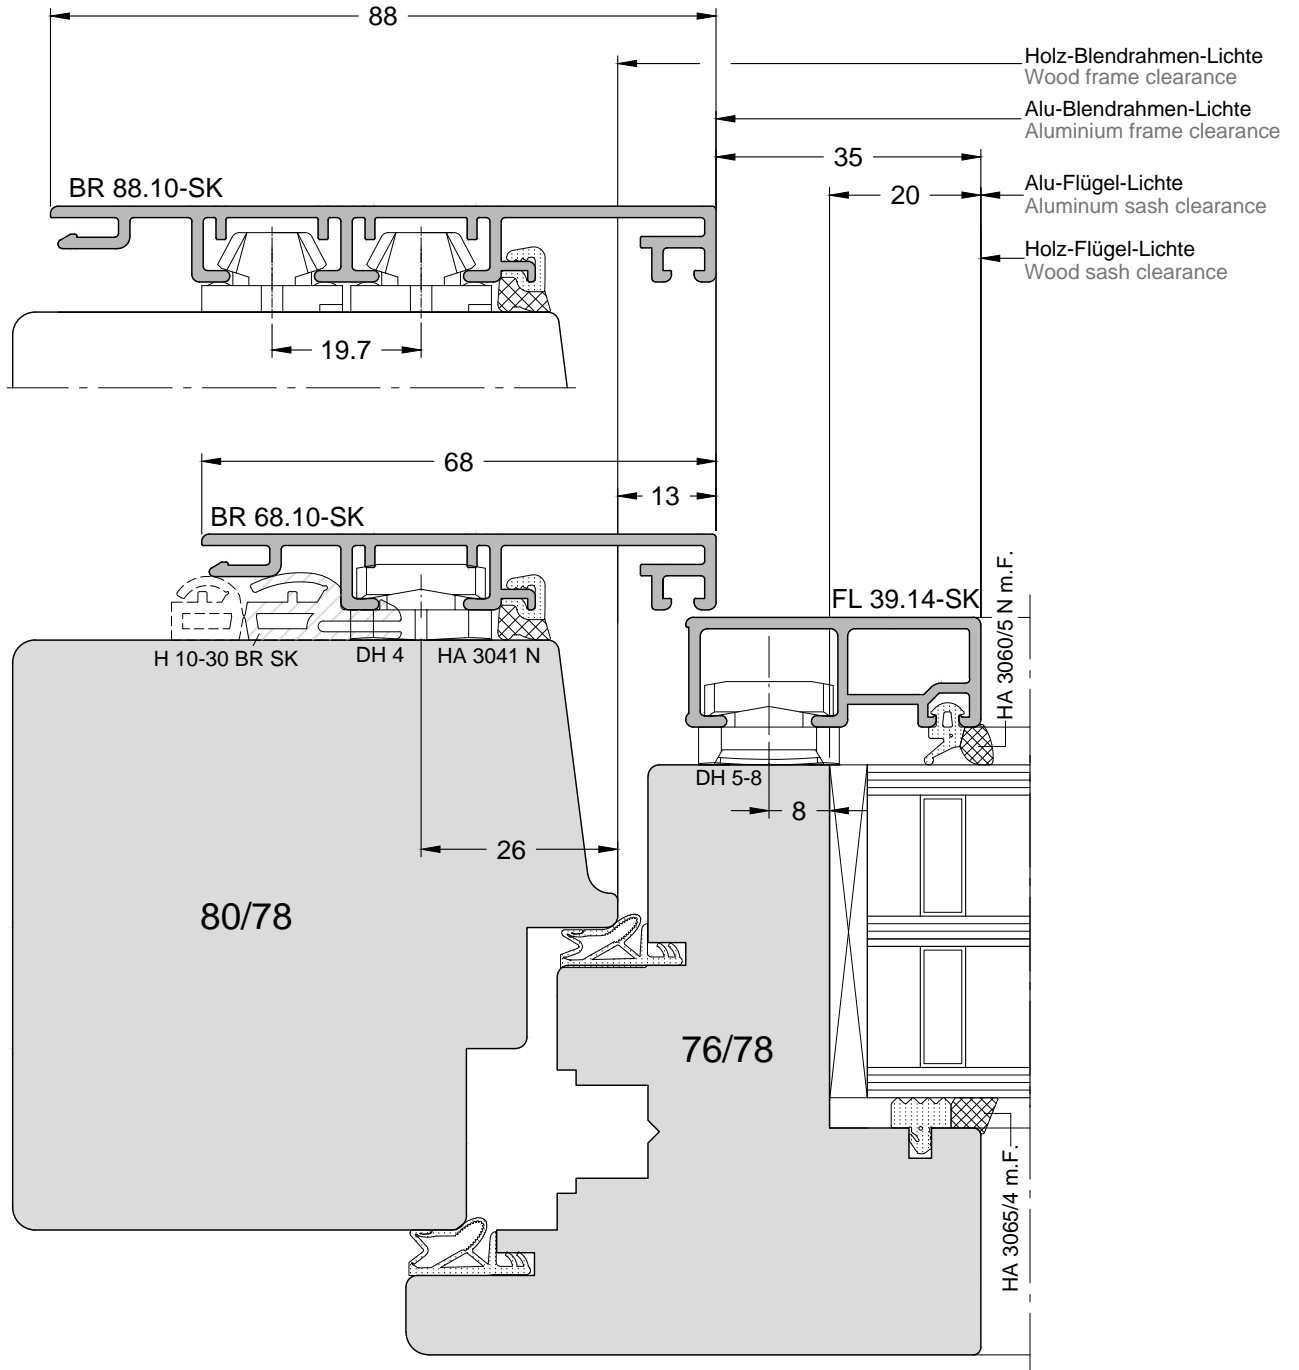 88
Holz-Blendrahmen-Lichte
Wood frame clearance
Alu-Blendrahmen-Lichte
Aluminium frame clearance
35
BR 88.10-SK
20
Alu-Flügel-Lichte
Aluminum sash clearance
Holz-Flügel-Lichte
Wood sash clearance
19.7
68
13
BR 68.10-SK
FL 39.14-SK
HA 3060/5 N m.F.
H 10-30 BR SK
DH 4
HA 3041 N
DH 5-8
8
26
80/78
76/78
HA 3065/4 m.F.